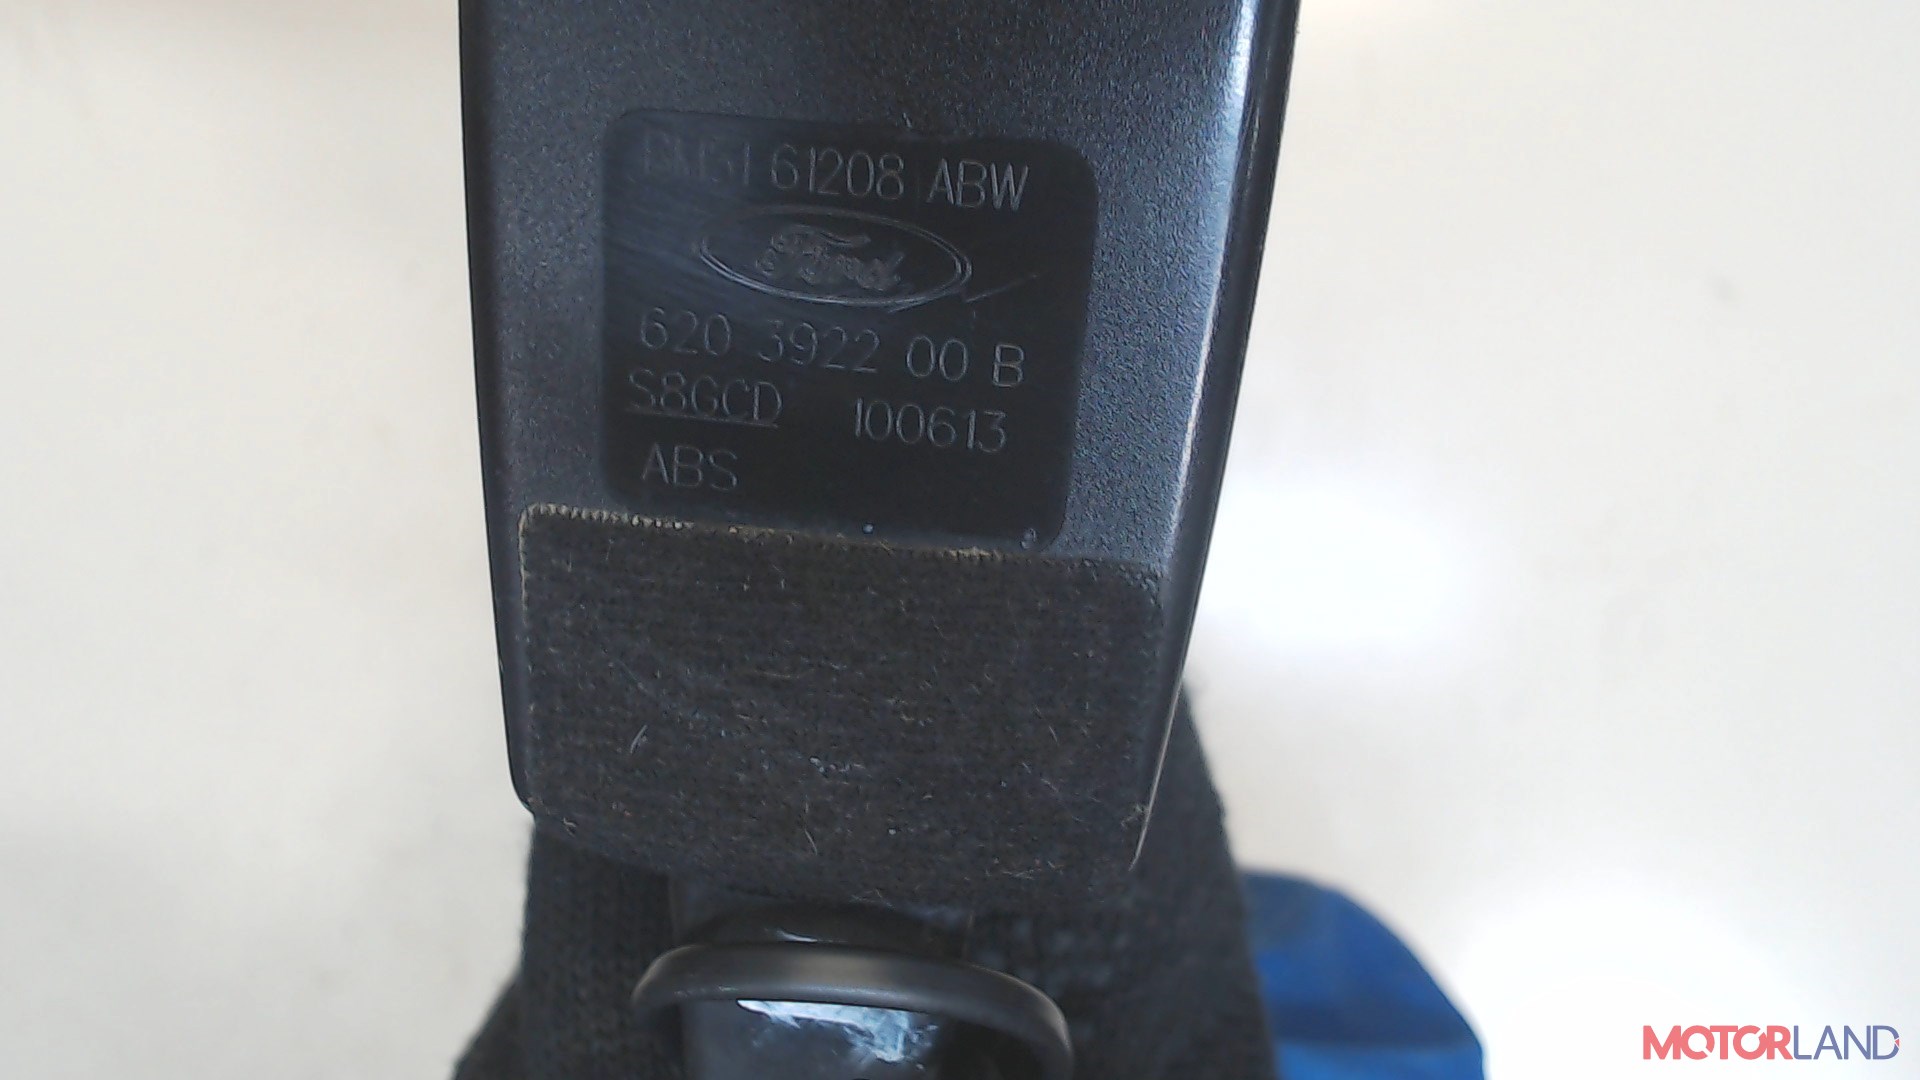 61208 ABW
Ford
620 3922 00 B
S8GCD 100613
ABS
MOTORLAND